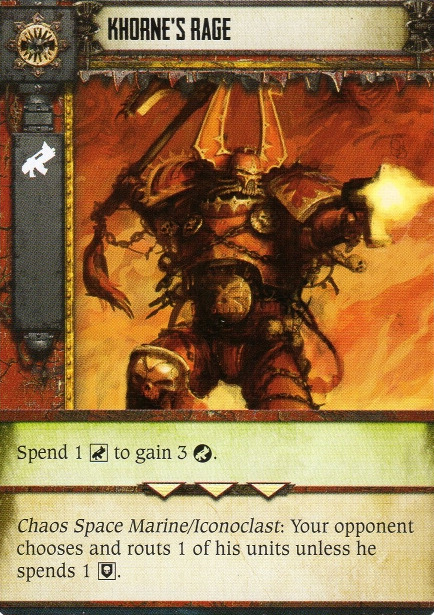 KHORNE'S RAGE
Spend 1 to gain 3 .
Chaos Space Marine/Iconoclast: Your opponent
chooses and routs 1 of his units unless he
spends 1 .